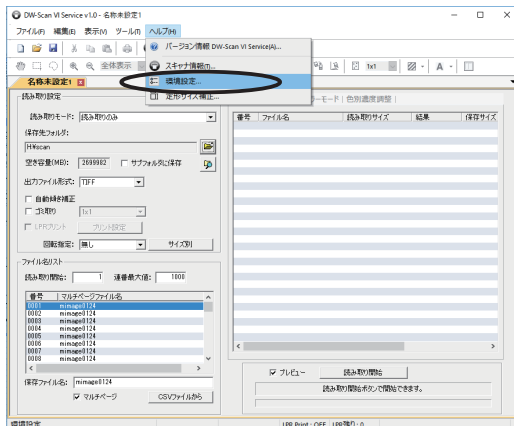 DW-Scan VI Service v1.0 - 名称未設定1
ファイル(F) 編集(E) 表示(V) ツール(T) ヘルプ(H)
バージョン情報 DW-Scan VI Service(A)...
スキャナ情報(I)...
環境設定...
定形サイズ補正...
全体表示
1x1
A
名称未設定1
ーモード 色別濃度調整
読み取り設定
読み取りモード: 読み取りのみ
保存先フォルダ:
H:¥scan
空き容量(MB): 2699982 サブフォルダに保存
出力ファイル形式: TIFF
自動傾き補正
ゴミ取り 1x1
LPRプリント プリント設定
回転指定: 無し サイズ別
ファイル名リスト
読み取り開始: 1 連番最大値: 1000
番号 マルチページファイル名
0001 mimage0124
0002 mimage0124
0003 mimage0124
0004 mimage0124
0005 mimage0124
0006 mimage0124
0007 mimage0124
0008 mimage0124
保存ファイル名: mimage0124
マルチページ CSVファイルから
番号 ファイル名 読み取りサイズ 結果 保存サイズ
プレビュー 読み取り開始
読み取り開始ボタンで開始できます。
環境設定 LPR Print : OFF LPR残り : 0